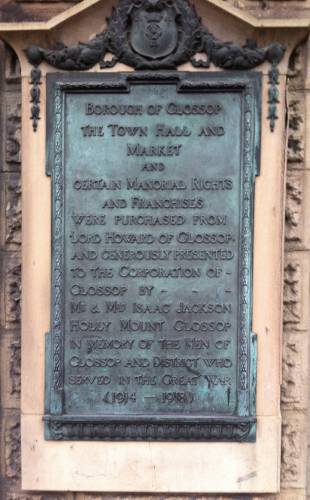 Borough of Glossop
The Town Hall and
Market
and
certain Manorial Rights
and Franchises
were purchased from
Lord Howard of Glossop,
and generously presented
to the Corporation of -
Glossop by - - -
Mr & Mrs Isaac Jackson
Holly Mount Glossop
in memory of the Men of
Glossop and District who
served in the Great War
(1914 — 1918)